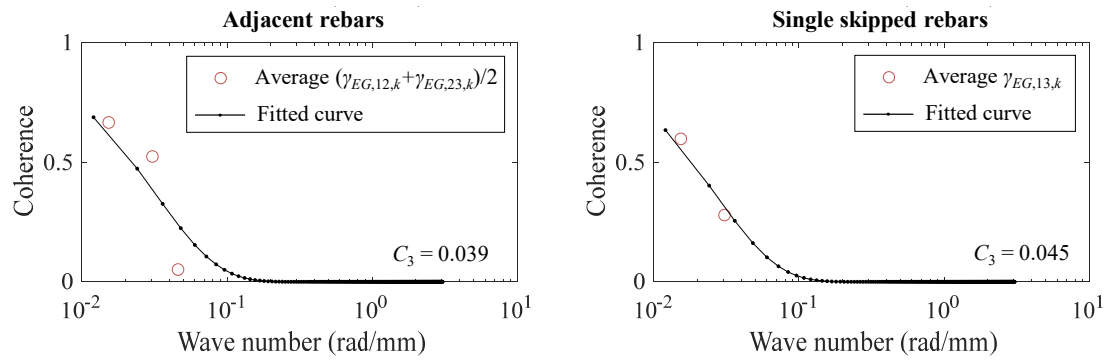 Adjacent rebars
1
0.5
0
Coherence
Average (γEG,12,k+γEG,23,k)/2
Fitted curve
C3 = 0.039
10-2
10-1
100
101
Wave number (rad/mm)
Single skipped rebars
1
0.5
0
Coherence
Average γEG,13,k
Fitted curve
C3 = 0.045
10-2
10-1
100
101
Wave number (rad/mm)